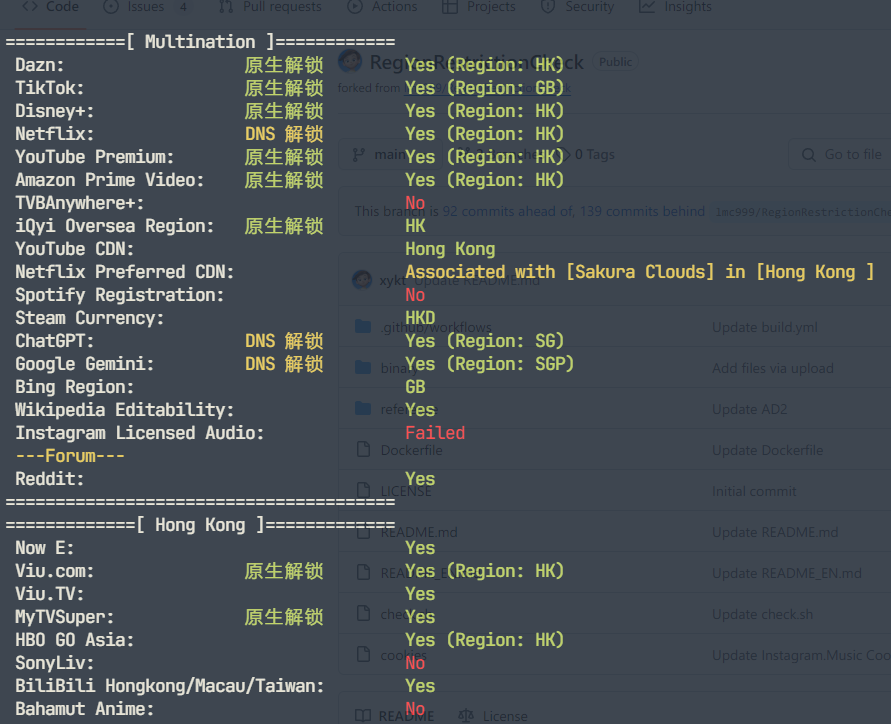 Code Issues 4 Pull requests Actions Projects Security Insights
============[ Multination ]============
Dazn: 原生解锁 Yes (Region: HK)
TikTok: 原生解锁 Yes (Region: GB)
Disney+: 原生解锁 Yes (Region: HK)
Netflix: DNS 解锁 Yes (Region: HK)
YouTube Premium: 原生解锁 Yes (Region: HK)
Amazon Prime Video: 原生解锁 Yes (Region: HK)
TVBAnywhere+: No
iQyi Oversea Region: 原生解锁 HK
YouTube CDN: Hong Kong
Netflix Preferred CDN: Associated with [Sakura Clouds] in [Hong Kong ]
Spotify Registration: No
Steam Currency: HKD
ChatGPT: DNS 解锁 Yes (Region: SG)
Google Gemini: DNS 解锁 Yes (Region: SGP)
Bing Region: GB
Wikipedia Editability: Yes
Instagram Licensed Audio: Failed
---Forum---
Reddit: Yes
=======================================
=============[ Hong Kong ]=============
Now E: Yes
Viu.com: 原生解锁 Yes (Region: HK)
Viu.TV: Yes
MyTVSuper: 原生解锁 Yes
HBO GO Asia: Yes (Region: HK)
SonyLiv: No
BiliBili Hongkong/Macau/Taiwan: Yes
Bahamut Anime: No
RegionRestrictionCheck Public
forked from
main 0 Tags Go to file
This branch is 92 commits ahead of, 139 commits behind lmc999/RegionRestrictionChe
xykt Update README.md
.github/workflows Update build.yml
binary Add files via upload
reference Update AD2
Dockerfile Update Dockerfile
LICENSE Initial commit
README.md Update README.md
README_EN.md Update README_EN.md
check.sh Update check.sh
cookies Update Instagram.Music Coo
README License